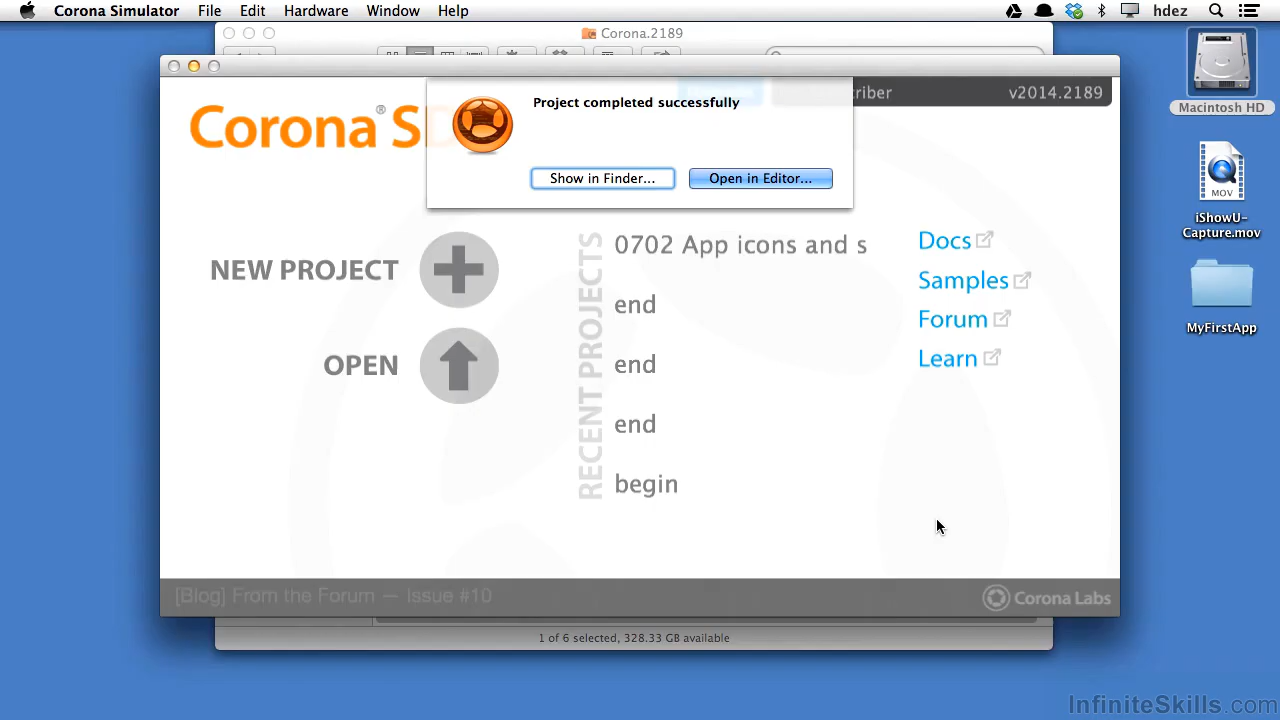 Corona Simulator File Edit Hardware Window Help hdez
Corona.2189
Macintosh HD
Project completed successfully
Show in Finder... Open in Editor...
Corona® S
criber v2014.2189
MOV
iShowU-
Capture.mov
MyFirstApp
NEW PROJECT
OPEN
RECENT PROJECTS
0702 App icons and s
end
end
end
begin
Docs
Samples
Forum
Learn
[Blog] From the Forum — Issue #10
Corona Labs
1 of 6 selected, 328.33 GB available
InfiniteSkills.com